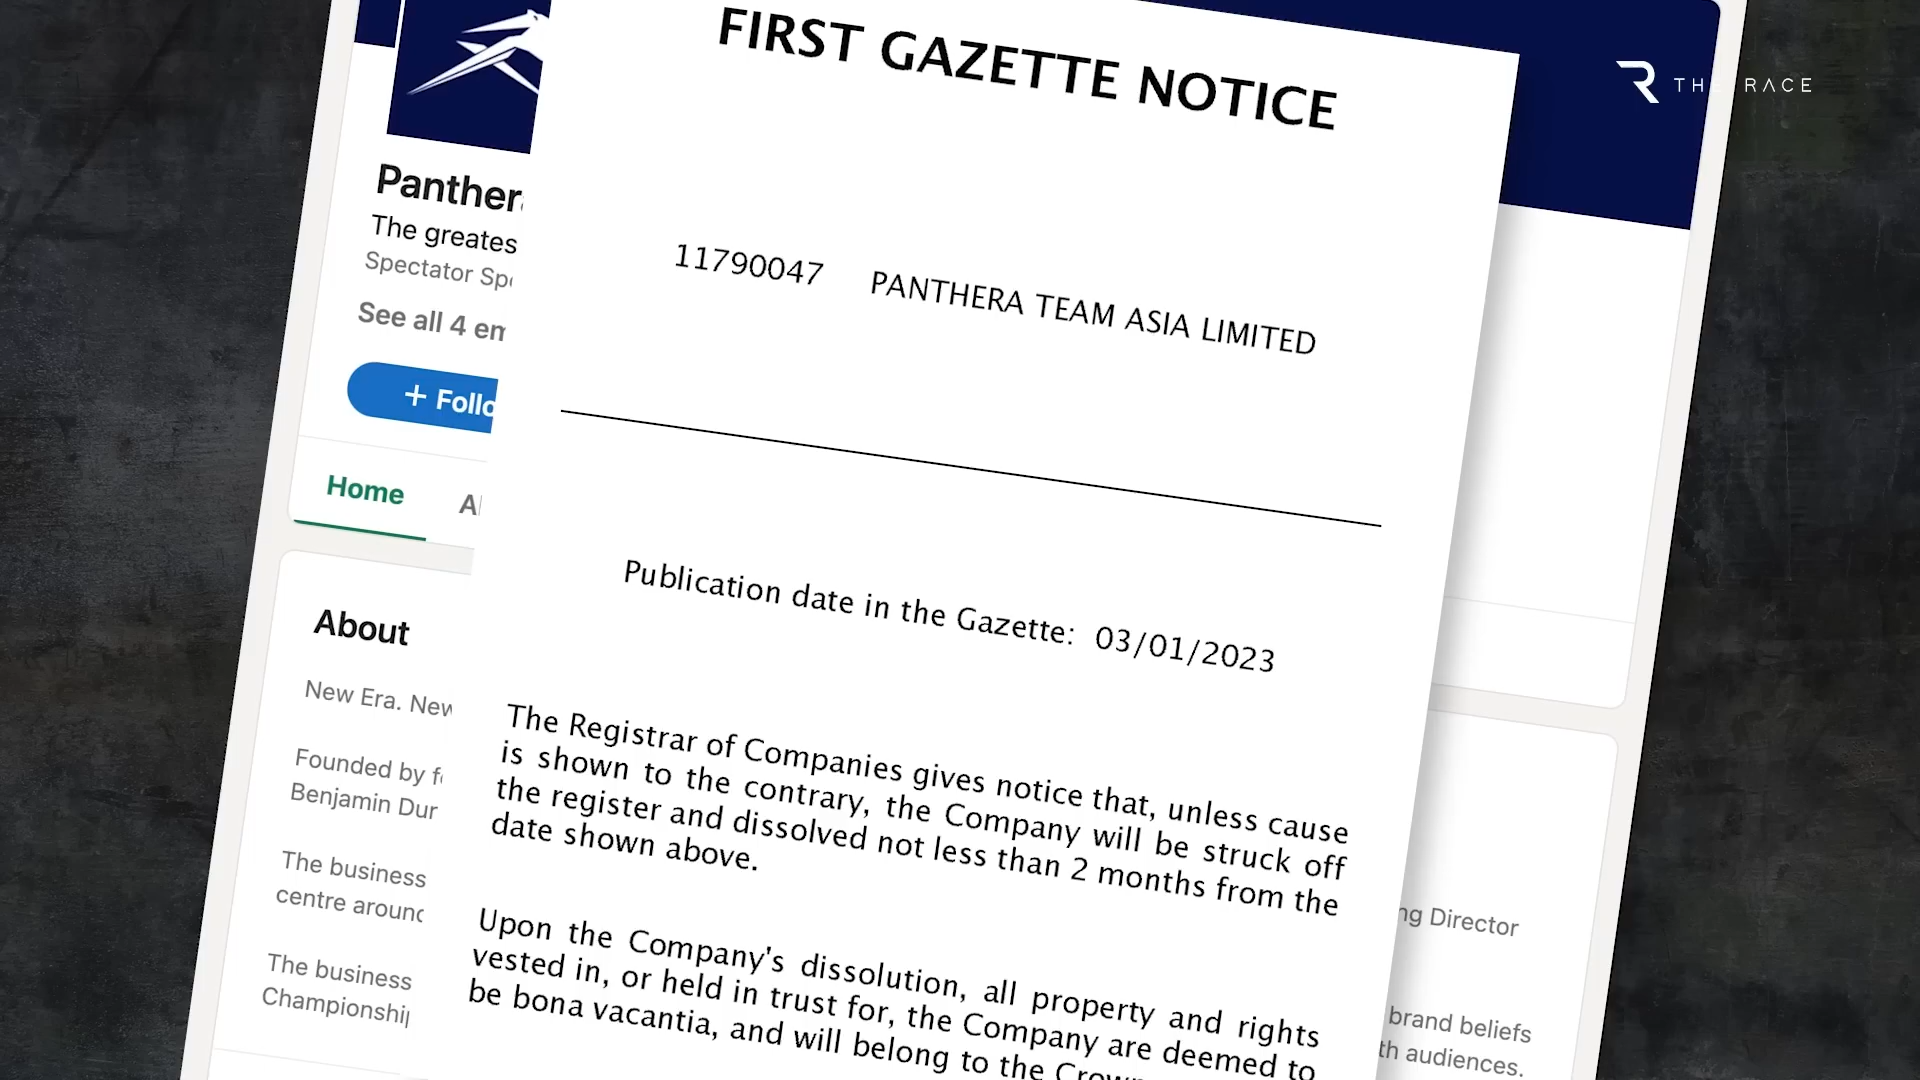 FIRST GAZETTE NOTICE
THE RACE
11790047 PANTHERA TEAM ASIA LIMITED
Publication date in the Gazette: 03/01/2023
The Registrar of Companies gives notice that, unless cause
is shown to the contrary, the Company will be struck off
the register and dissolved not less than 2 months from the
date shown above.
Upon the Company's dissolution, all property and rights
vested in, or held in trust for, the Company are deemed to
be bona vacantia, and will belong to the
Panthera
The greates
Spectator
See all 4
+ Follo
Home
About
New Era. New
Founded by
Benjamin Dur
The business
centre
The business
Championship
ng Director
brand beliefs
th audiences.